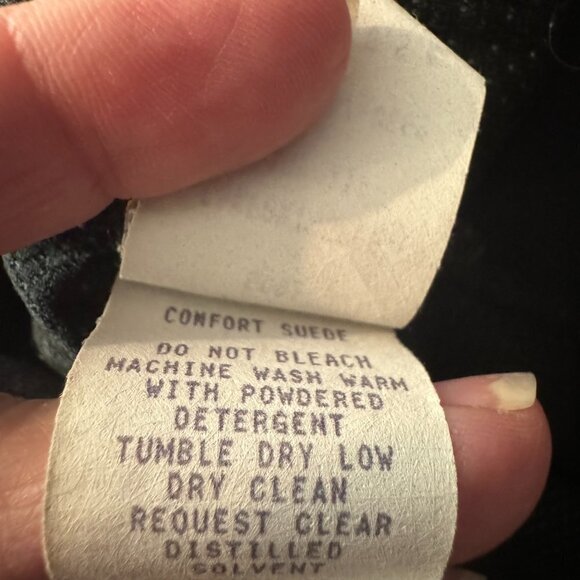 COMFORT SUEDE
DO NOT BLEACH
MACHINE WASH WARM
WITH POWDERED
DETERGENT
TUMBLE DRY LOW
DRY CLEAN
REQUEST CLEAR
DISTILLED
SOLVENT